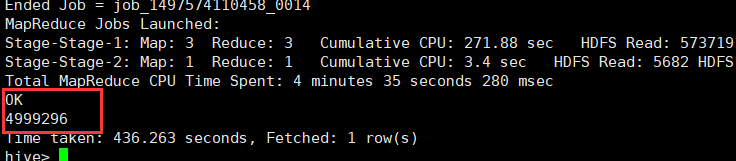 Ended Job = job_1497574110458_0014
MapReduce Jobs Launched:
Stage-Stage-1: Map: 3  Reduce: 3   Cumulative CPU: 271.88 sec   HDFS Read: 573719
Stage-Stage-2: Map: 1  Reduce: 1   Cumulative CPU: 3.4 sec   HDFS Read: 5682 HDFS
Total MapReduce CPU Time Spent: 4 minutes 35 seconds 280 msec
OK
4999296
Time taken: 436.263 seconds, Fetched: 1 row(s)
hive>